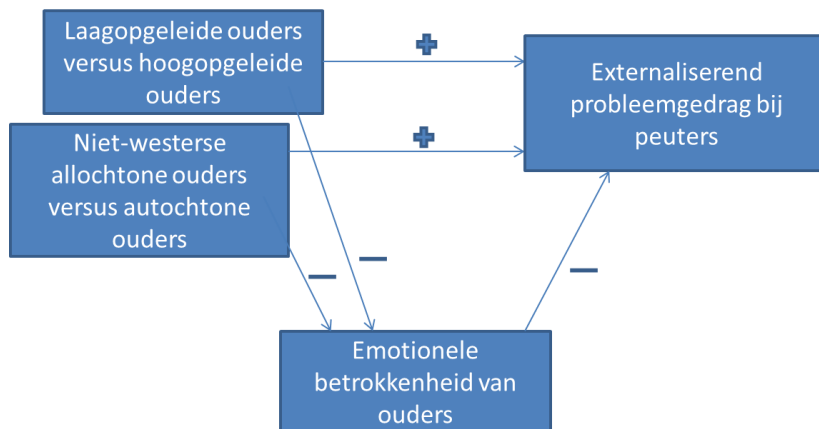 Laagopgeleide ouders
versus hoogopgeleide
ouders
Externaliserend
probleemgedrag bij
peuters
Niet-westerse
allochtone ouders
versus autochtone
ouders
Emotionele
betrokkenheid van
ouders